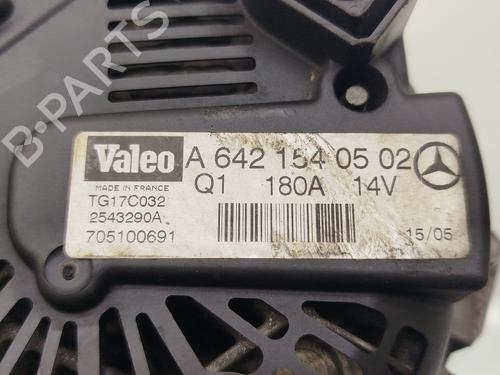 B-PARTS
Valeo
A 642 154 05 02
MADE IN FRANCE
Q1 180A 14V
TG17C032
2543290A
705100691
15/05